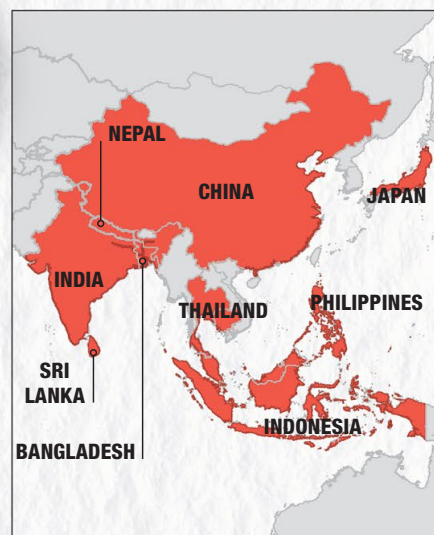 NEPAL
CHINA
JAPAN
INDIA
THAILAND
PHILIPPINES
SRI
LANKA
INDONESIA
BANGLADESH